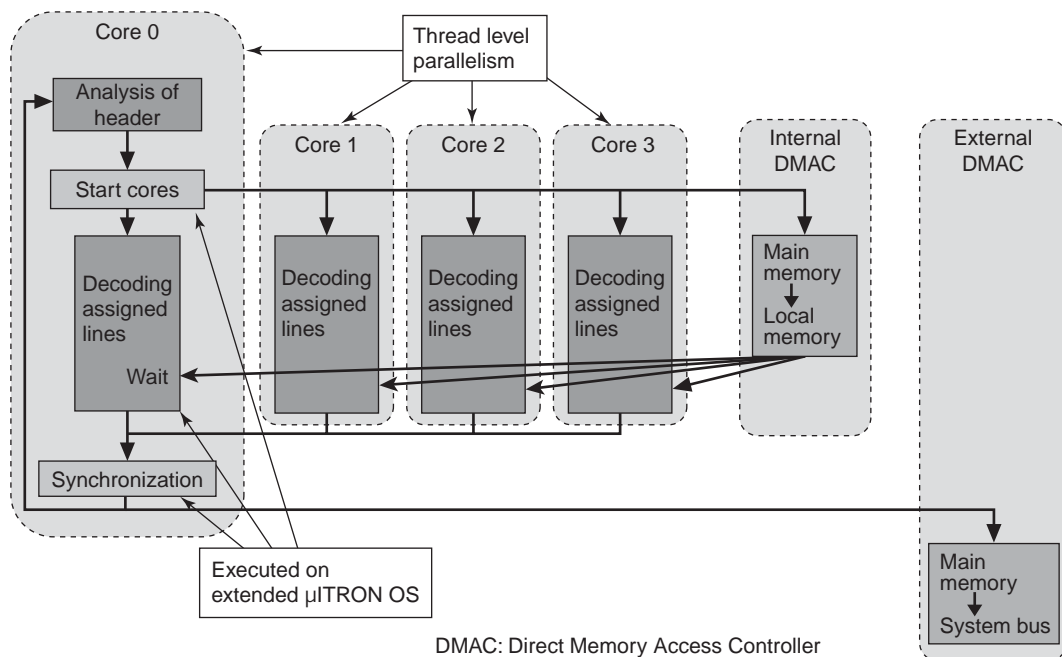 Core 0
Thread level
parallelism
Analysis of
header
Core 1
Core 2
Core 3
Internal
DMAC
External
DMAC
Start cores
Decoding
assigned
lines
Wait
Decoding
assigned
lines
Decoding
assigned
lines
Decoding
assigned
lines
Main
memory
Local
memory
Synchronization
Executed on
extended µITRON OS
Main
memory
System bus
DMAC: Direct Memory Access Controller